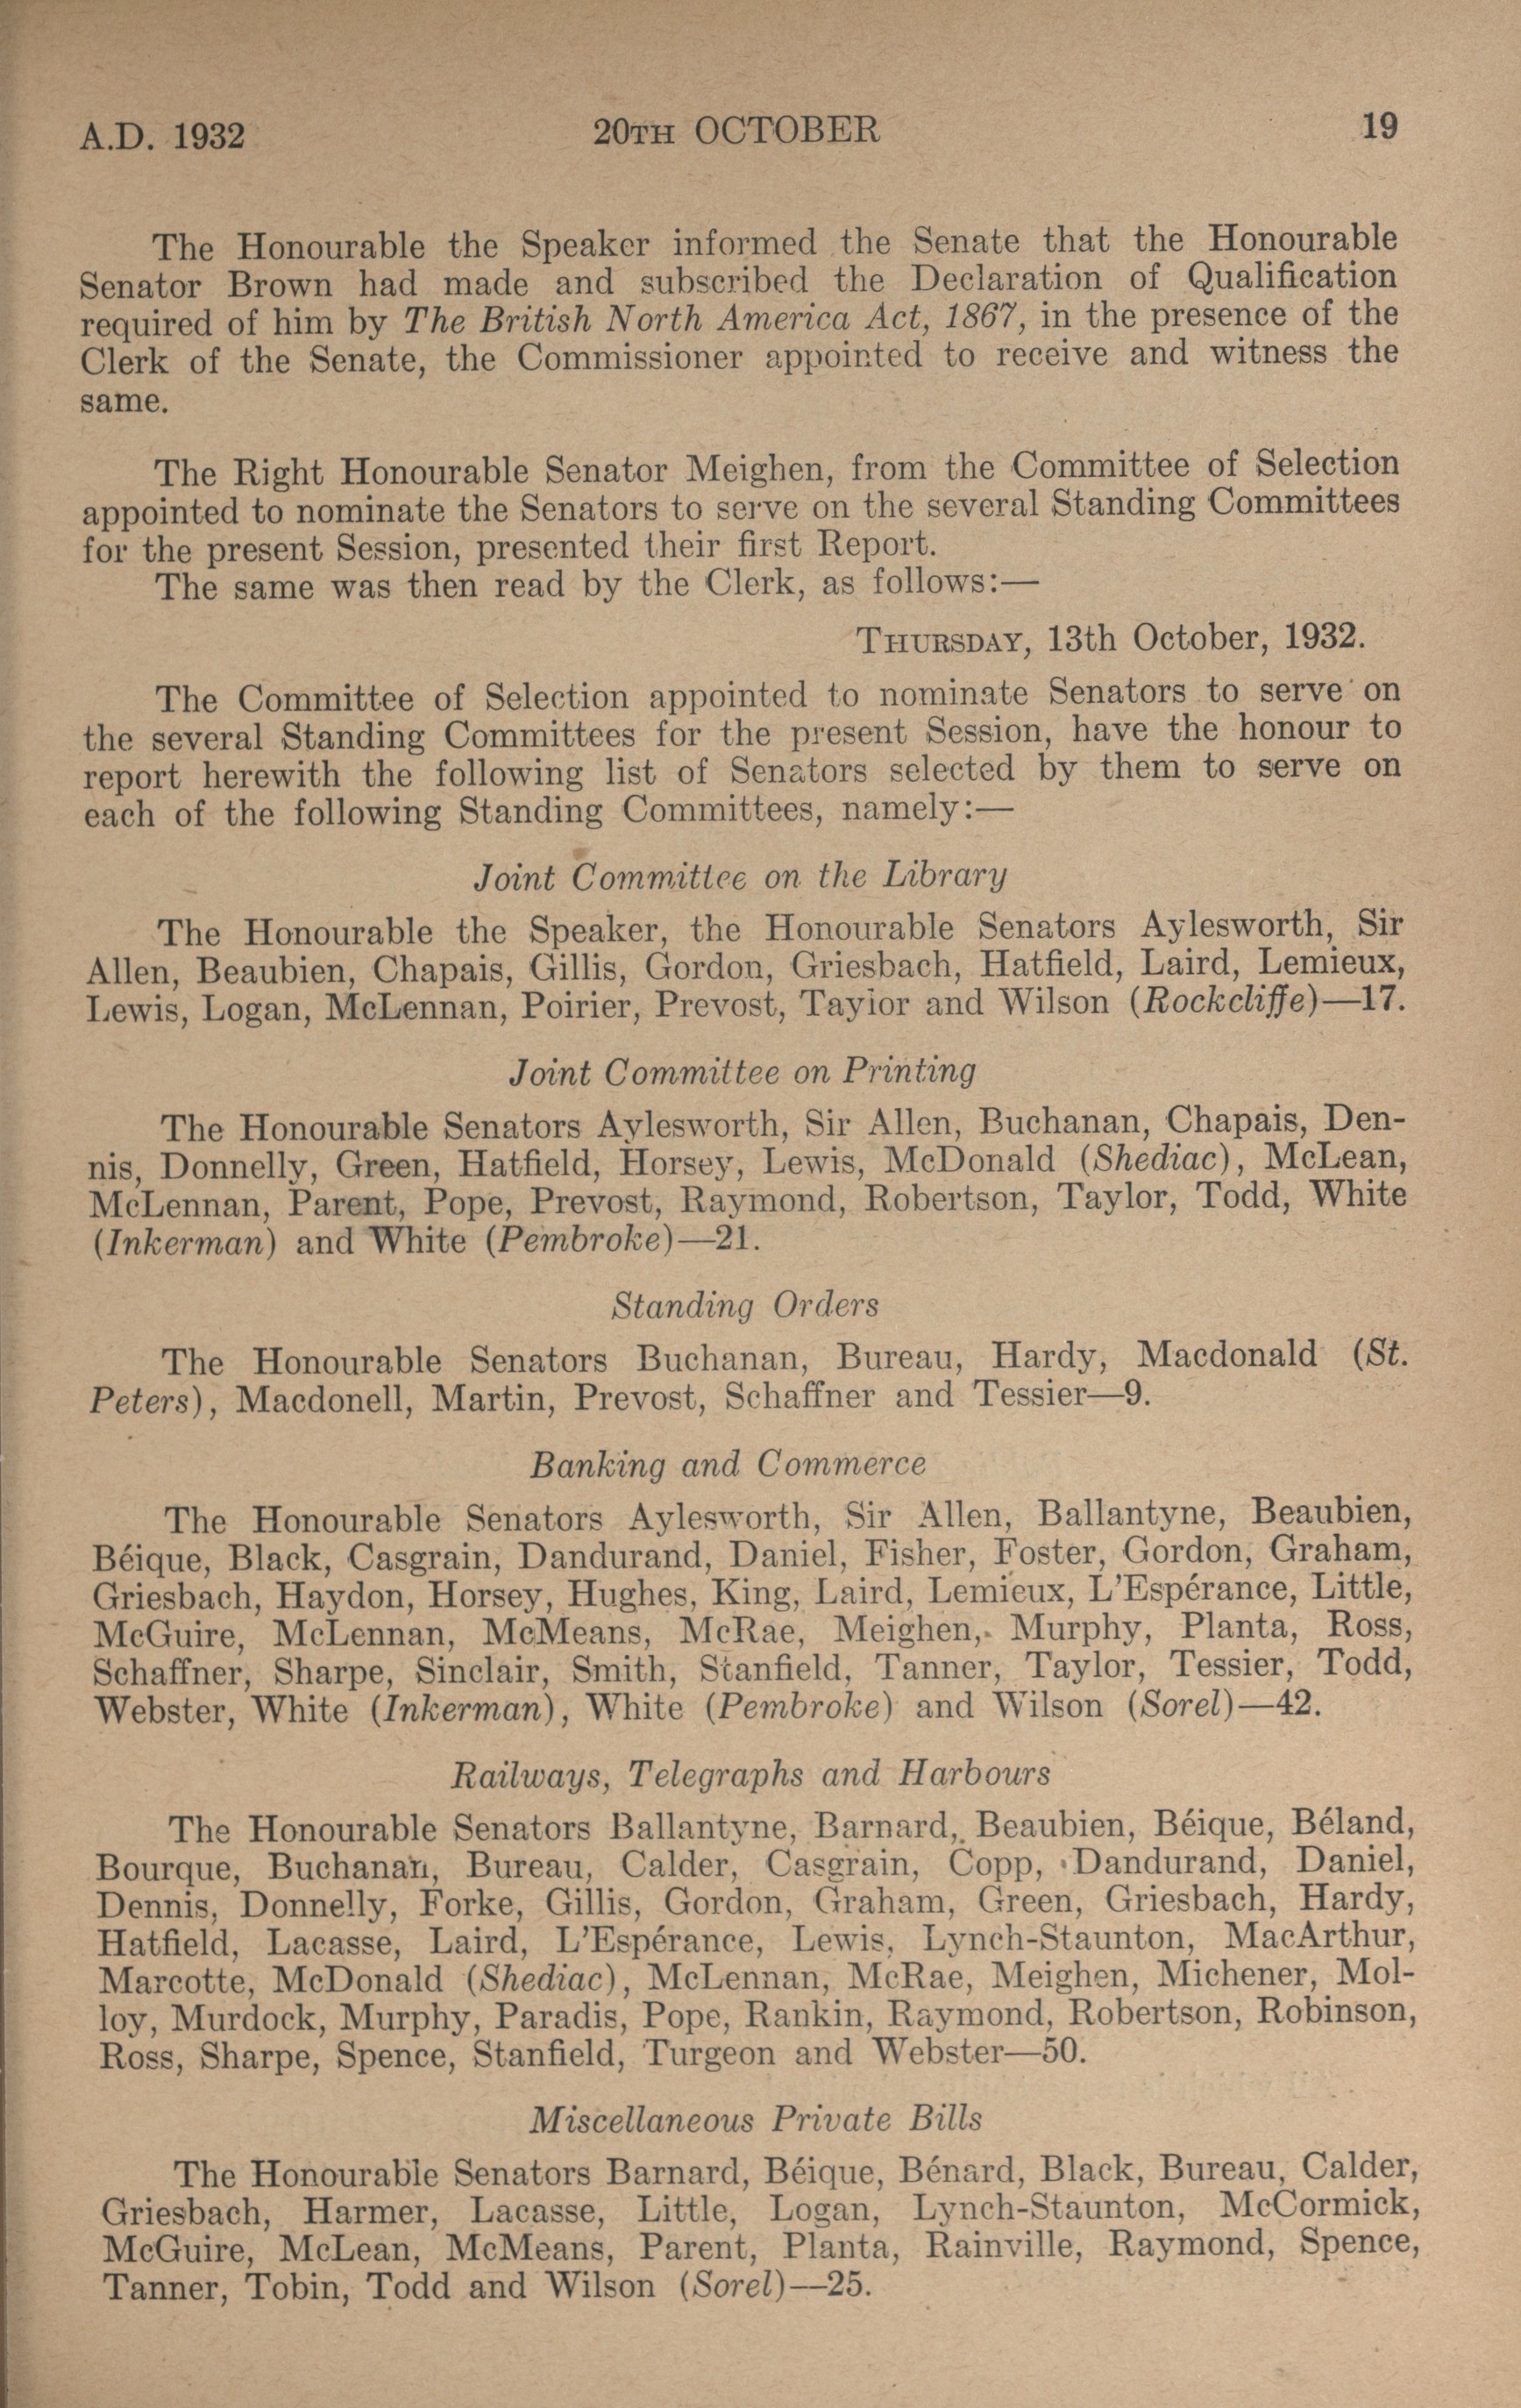 A.D. 1932 20TH OCTOBER 19
The Honourable the Speaker informed the Senate that the Honourable
Senator Brown had made and subscribed the Declaration of Qualification
required of him by The British North America Act, 1867, in the presence of the
Clerk of the Senate, the Commissioner appointed to receive and witness the
same.
The Right Honourable Senator Meighen, from the Committee of Selection
appointed to nominate the Senators to serve on the several Standing Committees
for the present Session, presented their first Report.
The same was then read by the Clerk, as follows:—
THURSDAY, 13th October, 1932.
The Committee of Selection appointed to nominate Senators to serve on
the several Standing Committees for the present Session, have the honour to
report herewith the following list of Senators selected by them to serve on
each of the following Standing Committees, namely:—
Joint Committee on the Library
The Honourable the Speaker, the Honourable Senators Aylesworth, Sir
Allen, Beaubien, Chapais, Gillis, Gordon, Griesbach, Hatfield, Laird, Lemieux,
Lewis, Logan, McLennan, Poirier, Prevost, Taylor and Wilson (Rockcliffe)—17.
Joint Committee on Printing
The Honourable Senators Aylesworth, Sir Allen, Buchanan, Chapais, Den-
nis, Donnelly, Green, Hatfield, Horsey, Lewis, McDonald (Shediac), McLean,
McLennan, Parent, Pope, Prevost, Raymond, Robertson, Taylor, Todd, White
(Inkerman) and White (Pembroke)—21.
Standing Orders
The Honourable Senators Buchanan, Bureau, Hardy, Macdonald (St.
Peters), Macdonell, Martin, Prevost, Schaffner and Tessier—9.
Banking and Commerce
The Honourable Senators Aylesworth, Sir Allen, Ballantyne, Beaubien,
Béique, Black, Casgrain, Dandurand, Daniel, Fisher, Foster, Gordon, Graham,
Griesbach, Haydon, Horsey, Hughes, King, Laird, Lemieux, L'Espérance, Little,
McGuire, McLennan, McMeans, McRae, Meighen, Murphy, Planta, Ross,
Schaffner, Sharpe, Sinclair, Smith, Stanfield, Tanner, Taylor, Tessier, Todd,
Webster, White (Inkerman), White (Pembroke) and Wilson (Sorel)—42.
Railways, Telegraphs and Harbours
The Honourable Senators Ballantyne, Barnard, Beaubien, Béique, Béland,
Bourque, Buchanan, Bureau, Calder, Casgrain, Copp, Dandurand, Daniel,
Dennis, Donnelly, Forke, Gillis, Gordon, Graham, Green, Griesbach, Hardy,
Hatfield, Lacasse, Laird, L'Espérance, Lewis, Lynch-Staunton, MacArthur,
Marcotte, McDonald (Shediac), McLennan, McRae, Meighen, Michener, Mol-
loy, Murdock, Murphy, Paradis, Pope, Rankin, Raymond, Robertson, Robinson,
Ross, Sharpe, Spence, Stanfield, Turgeon and Webster—50.
Miscellaneous Private Bills
The Honourable Senators Barnard, Béique, Bénard, Black, Bureau, Calder,
Griesbach, Harmer, Lacasse, Little, Logan, Lynch-Staunton, McCormick,
McGuire, McLean, McMeans, Parent, Planta, Rainville, Raymond, Spence,
Tanner, Tobin, Todd and Wilson (Sorel)—25.